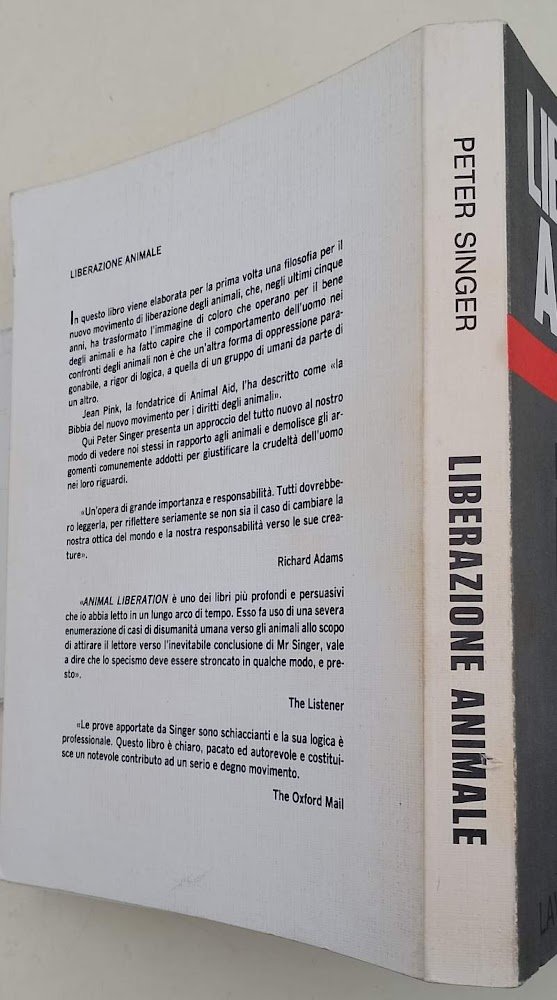 LIBERAZIONE ANIMALE
In questo libro viene elaborata per la prima volta una filosofia per il
nuovo movimento di liberazione degli animali, che, negli ultimi cinque
anni, ha trasformato l'immagine di coloro che operano per il bene
degli animali e ha fatto capire che il comportamento dell'uomo nei
confronti degli animali non è che un'altra forma di oppressione para-
gonabile, a rigor di logica, a quella di un gruppo di umani da parte di
un altro.
Jean Pink, la fondatrice di Animal Aid, l'ha descritto come «la
Bibbia del nuovo movimento per i diritti degli animali».
Qui Peter Singer presenta un approccio del tutto nuovo al nostro
modo di vedere noi stessi in rapporto agli animali e demolisce gli ar-
gomenti comunemente addotti per giustificare la crudeltà dell'uomo
nei loro riguardi.
«Un'opera di grande importanza e responsabilità. Tutti dovrebbe-
ro leggerla, per riflettere seriamente se non sia il caso di cambiare la
nostra ottica del mondo e la nostra responsabilità verso le sue crea-
ture».
Richard Adams
«ANIMAL LIBERATION è uno dei libri più profondi e persuasivi
che io abbia letto in un lungo arco di tempo. Esso fa uso di una severa
enumerazione di casi di disumanità umana verso gli animali allo scopo
di attirare il lettore verso l'inevitabile conclusione di Mr Singer, vale
a dire che lo specismo deve essere stroncato in qualche modo, e pre-
sto».
The Listener
«Le prove apportate da Singer sono schiaccianti e la sua logica è
professionale. Questo libro è chiaro, pacato ed autorevole e costitui-
sce un notevole contributo ad un serio e degno movimento.
The Oxford Mail
PETER SINGER
LIBERAZIONE ANIMALE
LIB
A
LAV